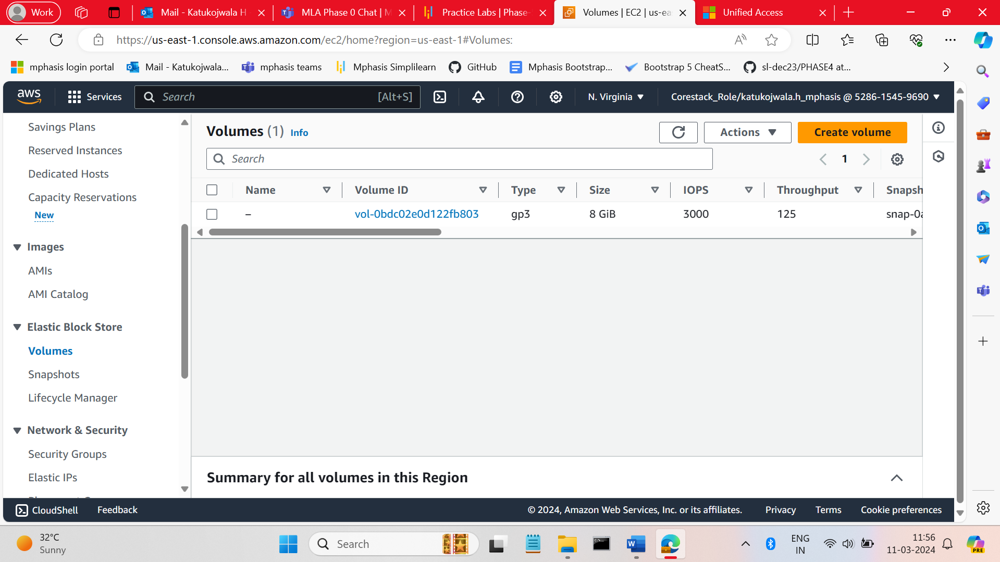 Work
Mail - Katukojwala H
MLA Phase 0 Chat | M
Practice Labs | Phase-
Volumes | EC2 | us-ea
Unified Access
https://us-east-1.console.aws.amazon.com/ec2/home?region=us-east-1#Volumes:
mphasis login portal
Mail - Katukojwala...
mphasis teams
Mphasis Simplilearn
GitHub
Mphasis Bootstrap...
Bootstrap 5 CheatS...
sl-dec23/PHASE4 at...
aws
Services
Search
[Alt+S]
N. Virginia
Corestack_Role/katukojwala.h_mphasis @ 5286-1545-9690
Savings Plans
Reserved Instances
Dedicated Hosts
Capacity Reservations
New
Images
AMIs
AMI Catalog
Elastic Block Store
Volumes
Snapshots
Lifecycle Manager
Network & Security
Security Groups
Elastic IPs
Volumes (1) Info
Actions
Create volume
Search
1
Name Volume ID Type Size IOPS Throughput Snapsh
– vol-0bdc02e0d122fb803 gp3 8 GiB 3000 125 snap-0a
Summary for all volumes in this Region
CloudShell
Feedback
© 2024, Amazon Web Services, Inc. or its affiliates.
Privacy
Terms
Cookie preferences
32°C
Sunny
Search
ENG
IN
11:56
11-03-2024
PRE